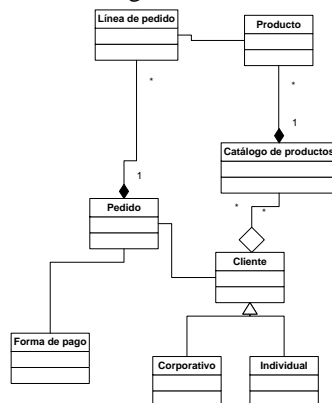 Línea de pedido
Producto
*
*
1
1
Catálogo de productos
Pedido
*
*
Cliente
Forma de pago
Corporativo
Individual